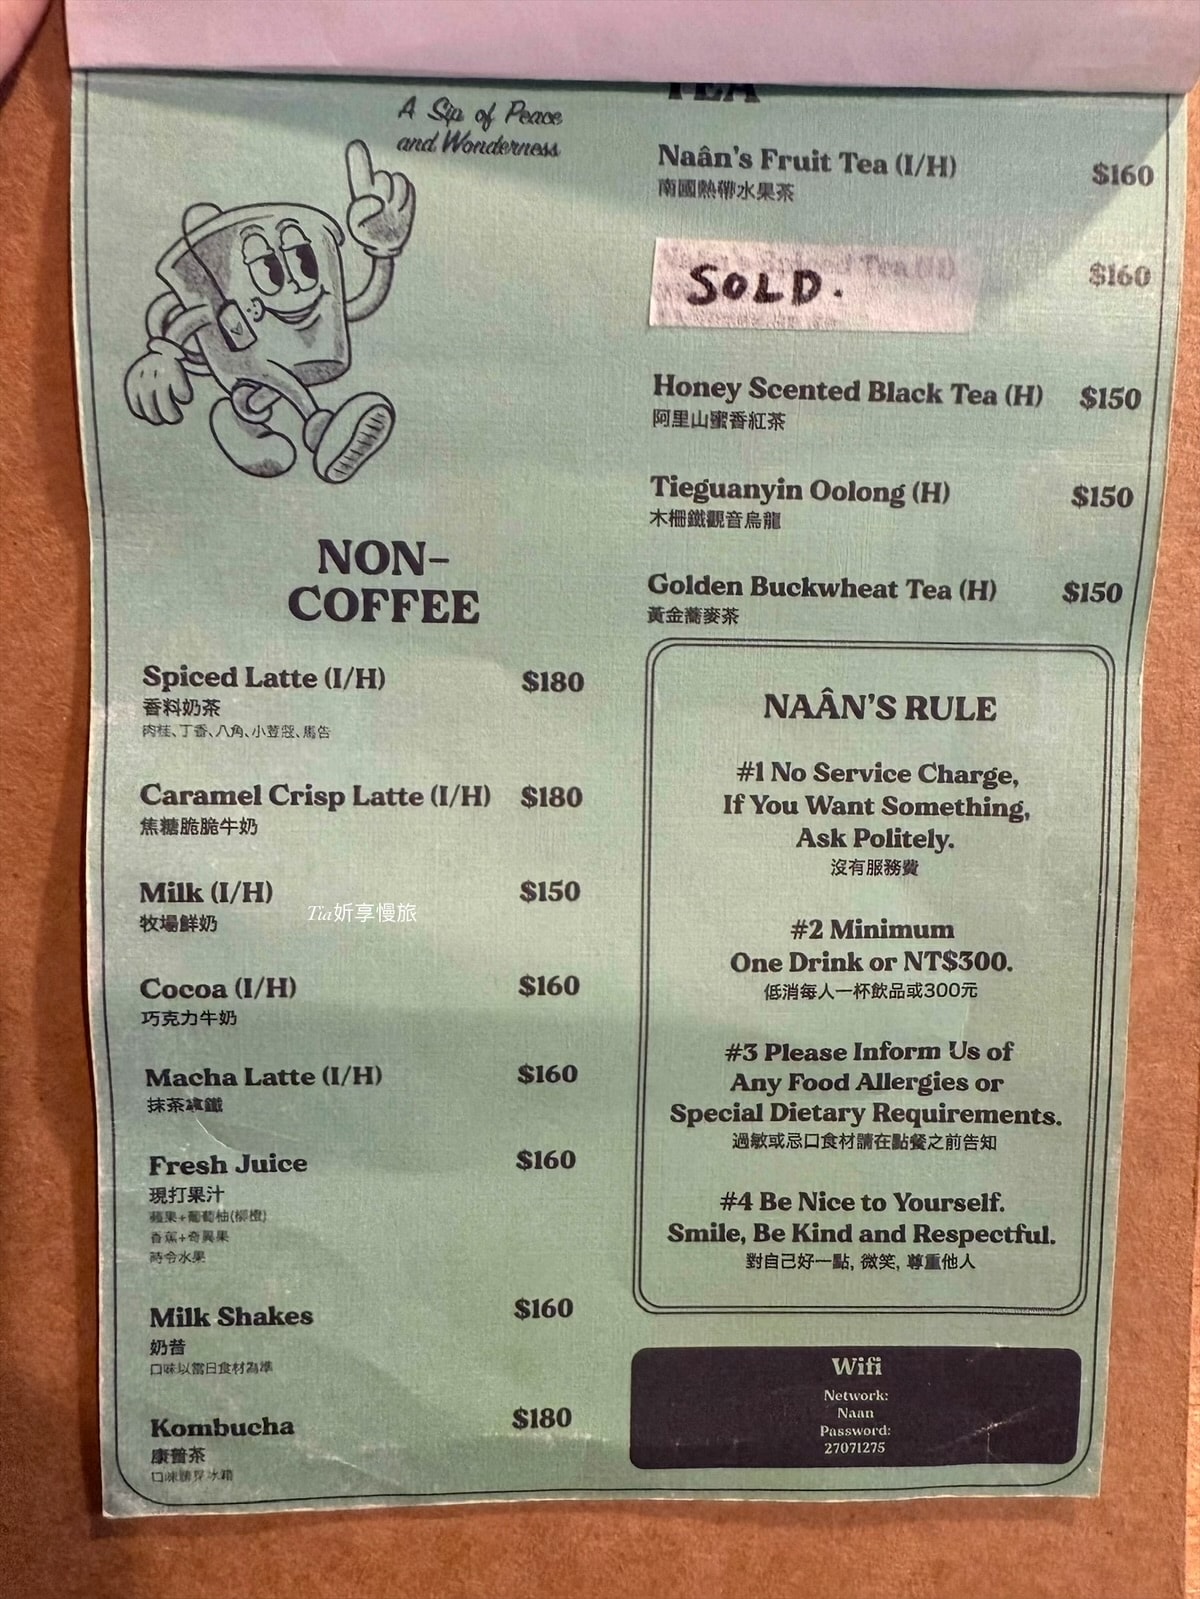 A Sip of Peace
and Wonderness
NON-
COFFEE
Spiced Latte (I/H) $180
香料奶茶
肉桂、丁香、八角、小荳蔻、馬告
Caramel Crisp Latte (I/H) $180
焦糖脆脆牛奶
Milk (I/H) $150
牧場鮮奶
Tia妡享慢旅
Cocoa (I/H) $160
巧克力牛奶
Macha Latte (I/H) $160
抹茶拿鐵
Fresh Juice $160
現打果汁
蘋果+葡萄柚(柳橙)
香蕉+奇異果
時令水果
Milk Shakes $160
奶昔
口味以當日食材為準
Kombucha $180
康普茶
口味請見冰箱
TEA
Naân's Fruit Tea (I/H) $160
南國熱帶水果茶
SOLD. $160
Honey Scented Black Tea (H) $150
阿里山蜜香紅茶
Tieguanyin Oolong (H) $150
木柵鐵觀音烏龍
Golden Buckwheat Tea (H) $150
黃金蕎麥茶
NAÂN'S RULE
#1 No Service Charge,
If You Want Something,
Ask Politely.
沒有服務費
#2 Minimum
One Drink or NT$300.
低消每人一杯飲品或300元
#3 Please Inform Us of
Any Food Allergies or
Special Dietary Requirements.
過敏或忌口食材請在點餐之前告知
#4 Be Nice to Yourself.
Smile, Be Kind and Respectful.
對自己好一點, 微笑, 尊重他人
Wifi
Network:
Naan
Password:
27071275